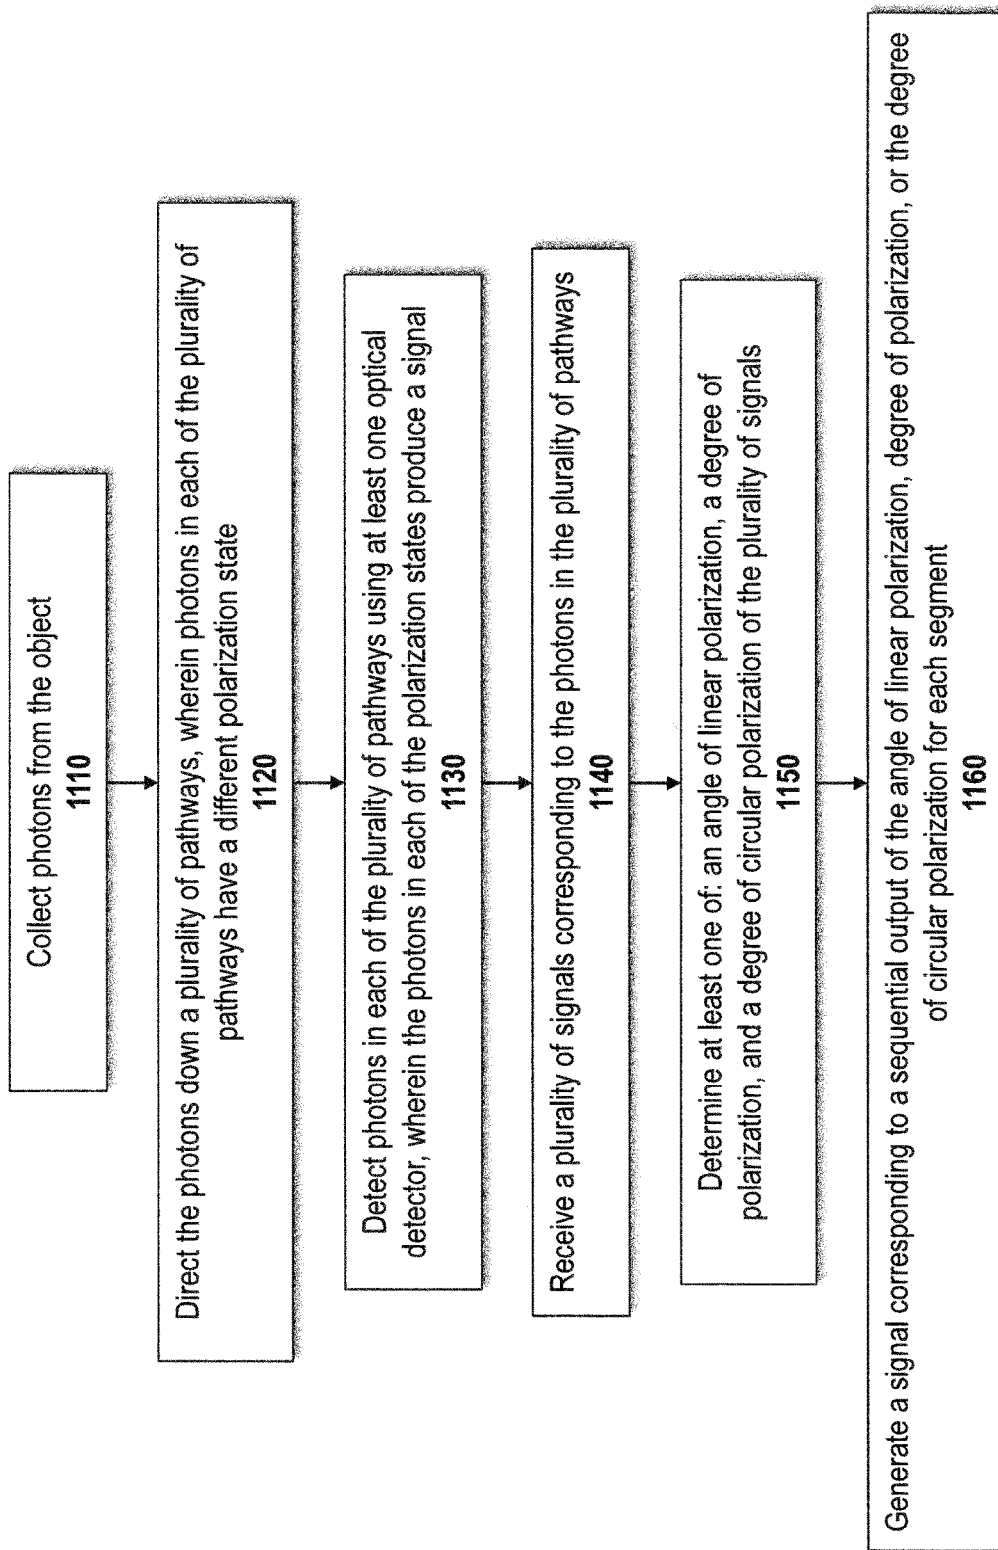 Collect photons from the object
1110
Direct the photons down a plurality of pathways, wherein photons in each of the plurality of
pathways have a different polarization state
1120
Detect photons in each of the plurality of pathways using at least one optical
detector, wherein the photons in each of the polarization states produce a signal
1130
Receive a plurality of signals corresponding to the photons in the plurality of pathways
1140
Determine at least one of: an angle of linear polarization, a degree of
polarization, and a degree of circular polarization of the plurality of signals
1150
Generate a signal corresponding to a sequential output of the angle of linear polarization, degree of polarization, or the degree
of circular polarization for each segment
1160